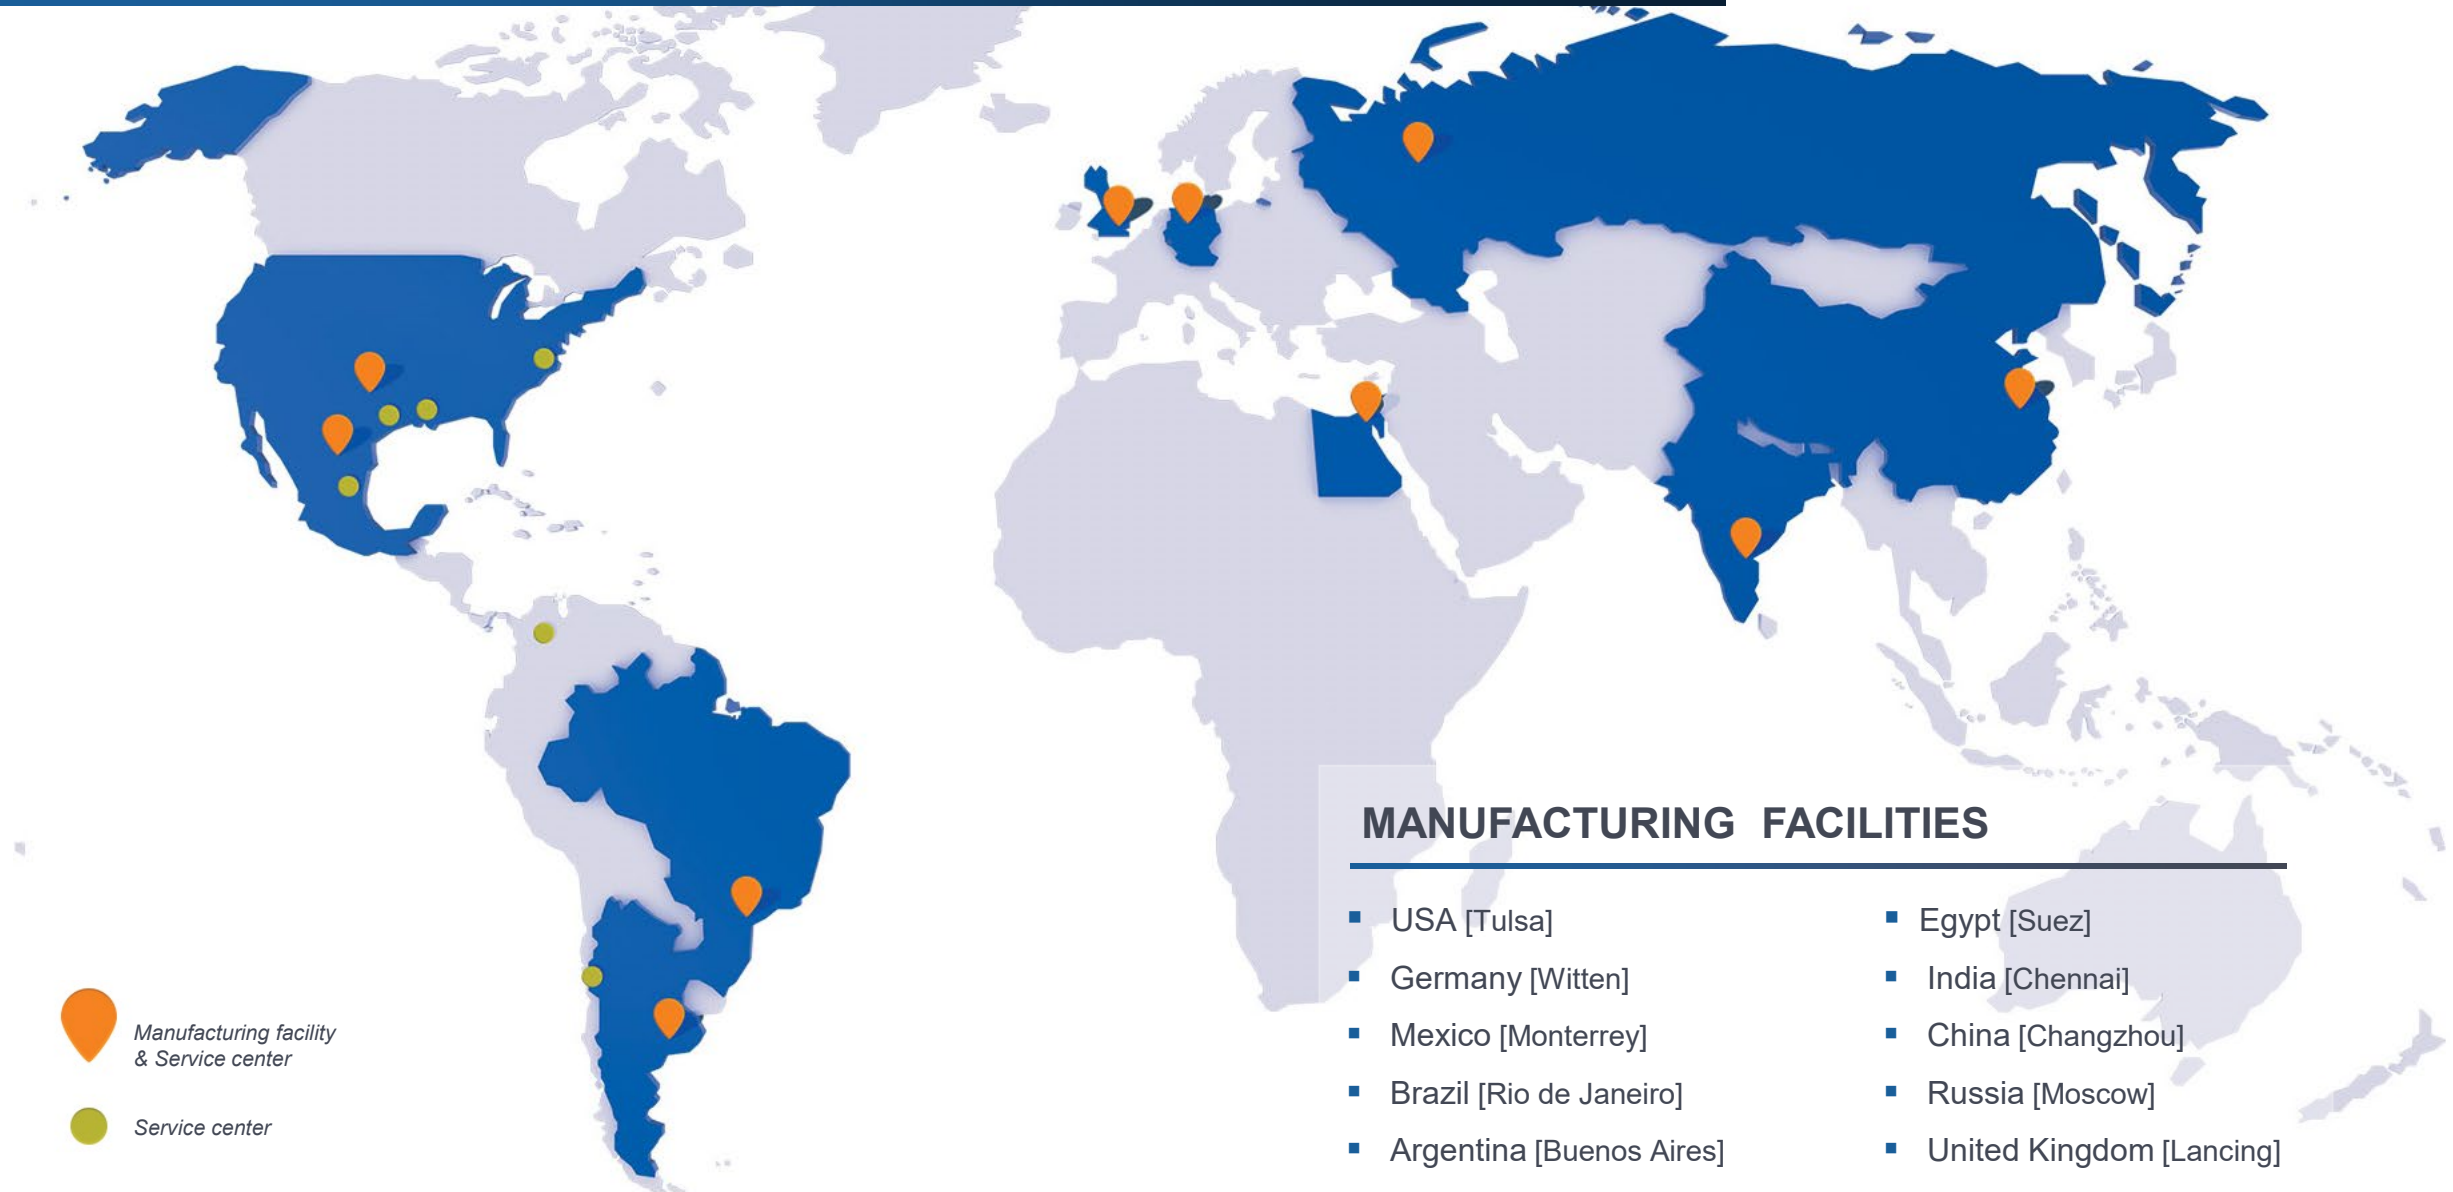 MANUFACTURING FACILITIES
USA [Tulsa]
Germany [Witten]
Mexico [Monterrey]
Brazil [Rio de Janeiro]
Argentina [Buenos Aires]
Egypt [Suez]
India [Chennai]
China [Changzhou]
Russia [Moscow]
United Kingdom [Lancing]
Manufacturing facility
& Service center
Service center